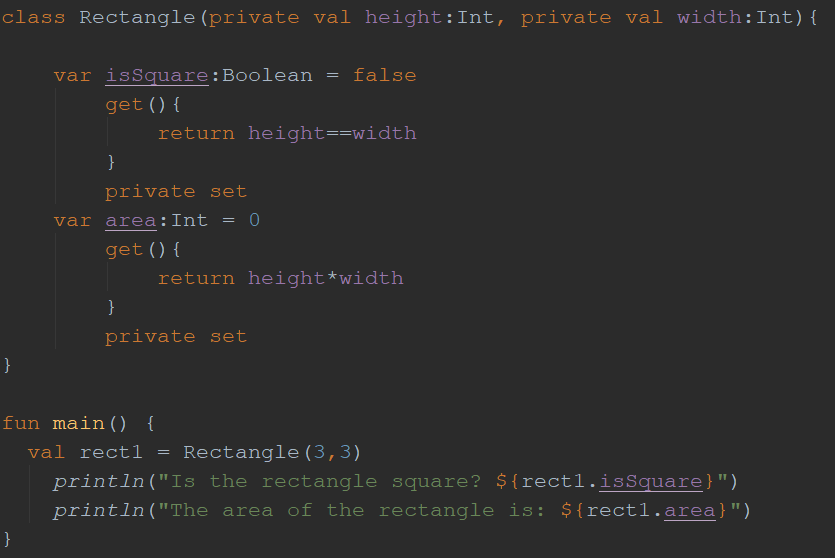 class Rectangle(private val height:Int, private val width:Int){
var isSquare:Boolean = false
get(){
return height==width
}
private set
var area:Int = 0
get(){
return height*width
}
private set
}
fun main() {
val rect1 = Rectangle(3,3)
println("Is the rectangle square? ${rect1.isSquare}")
println("The area of the rectangle is: ${rect1.area}")
}